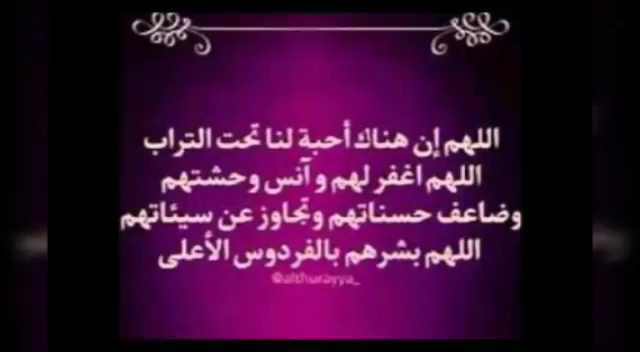 اللهم إن هناك أحبة لنا تحت التراب
اللهم اغفر لهم وآنس وحشتهم
وضاعف حسناتهم وتجاوز عن سيئاتهم
اللهم بشرهم بالفردوس الأعلى
@althurayya_